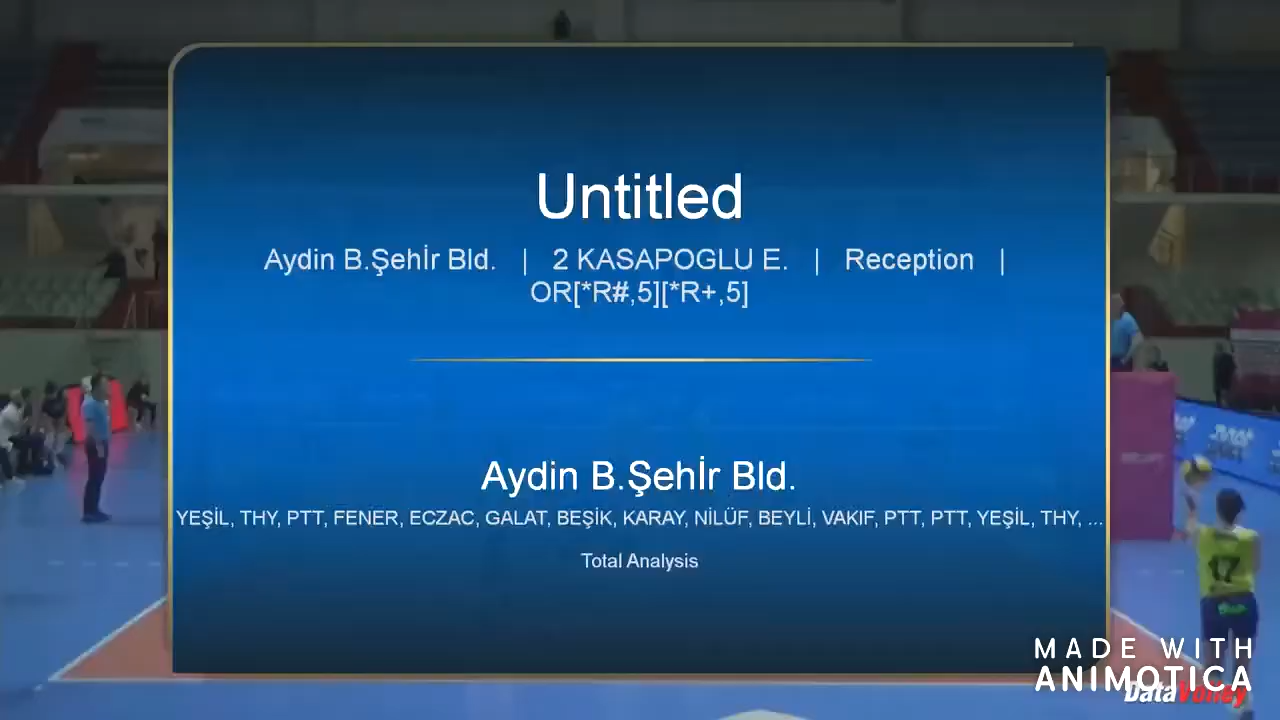 Untitled
Aydin B.Şehİr Bld. | 2 KASAPOGLU E. | Reception |
OR[*R#,5][*R+,5]
Aydin B.Şehİr Bld.
YEŞİL, THY, PTT, FENER, ECZAC, GALAT, BEŞİK, KARAY, NİLÜF, BEYLİ, VAKIF, PTT, PTT, YEŞİL, THY, ...
Total Analysis
17
MADE WITH
ANIMOTICA
DataVolley